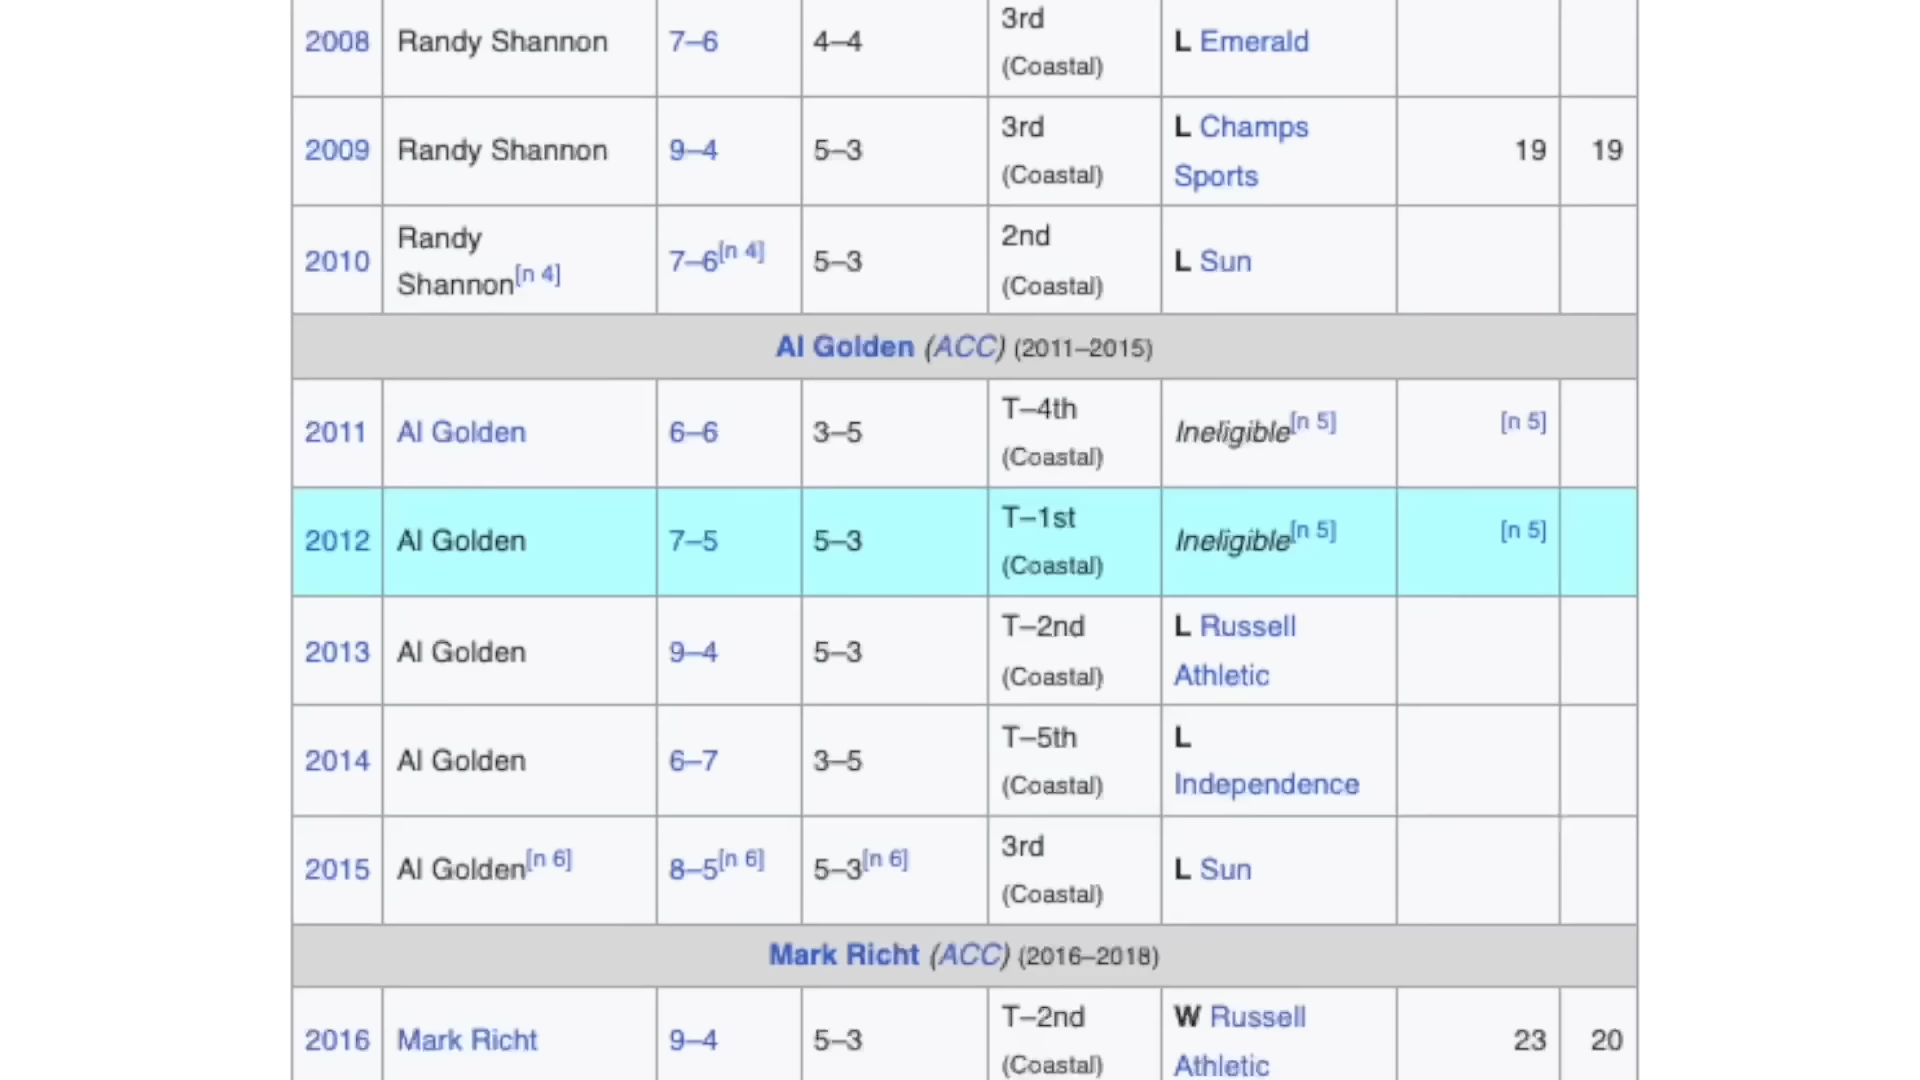 3rd
2008 Randy Shannon 7–6 4–4 L Emerald
(Coastal)
3rd L Champs
2009 Randy Shannon 9–4 5–3 19 19
(Coastal) Sports
Randy 2nd
2010 7–6[n 4] 5–3 L Sun
Shannon[n 4] (Coastal)
Al Golden (ACC) (2011–2015)
T–4th
2011 Al Golden 6–6 3–5 Ineligible[n 5] [n 5]
(Coastal)
T–1st
2012 Al Golden 7–5 5–3 Ineligible[n 5] [n 5]
(Coastal)
T–2nd L Russell
2013 Al Golden 9–4 5–3
(Coastal) Athletic
T–5th L
2014 Al Golden 6–7 3–5
(Coastal) Independence
3rd
2015 Al Golden[n 6] 8–5[n 6] 5–3[n 6] L Sun
(Coastal)
Mark Richt (ACC) (2016–2018)
T–2nd W Russell
2016 Mark Richt 9–4 5–3 23 20
(Coastal) Athletic